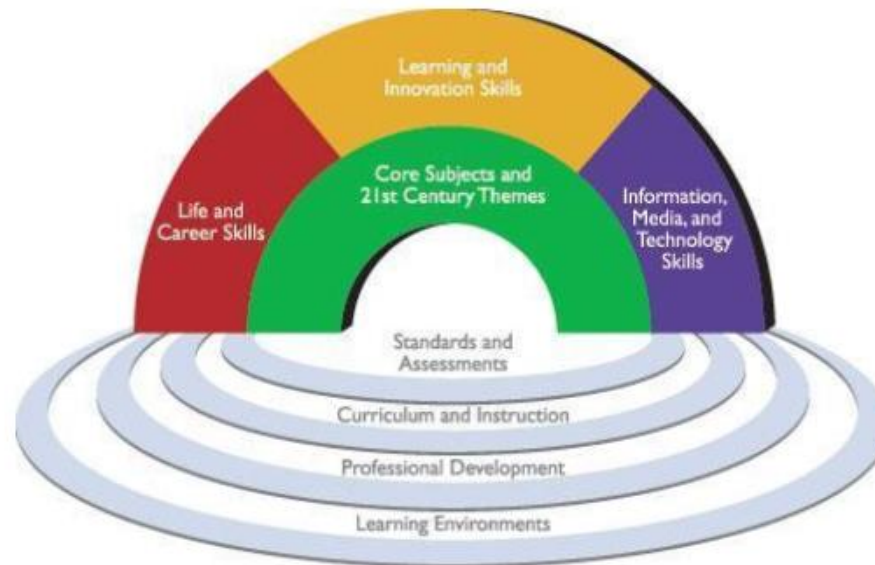 Learning and
Innovation Skills
Core Subjects and
21st Century Themes
Life and
Career Skills
Information,
Media, and
Technology
Skills
Standards and
Assessments
Curriculum and Instruction
Professional Development
Learning Environments